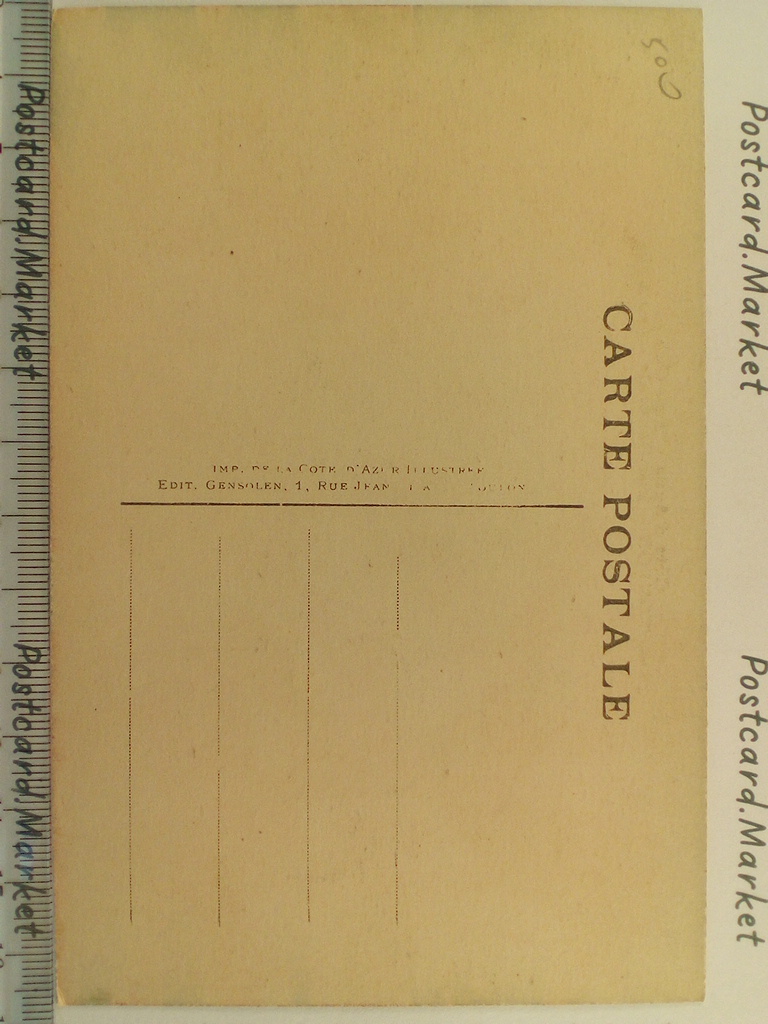 500
CARTE POSTALE
IMP. DE LA COTE D'AZUR ILLUSTREE
EDIT. GENSOLEN, 1, RUE JEAN TOULON
Postcard.Market
Postcard.Market
Postcard.Market
Postcard.Market